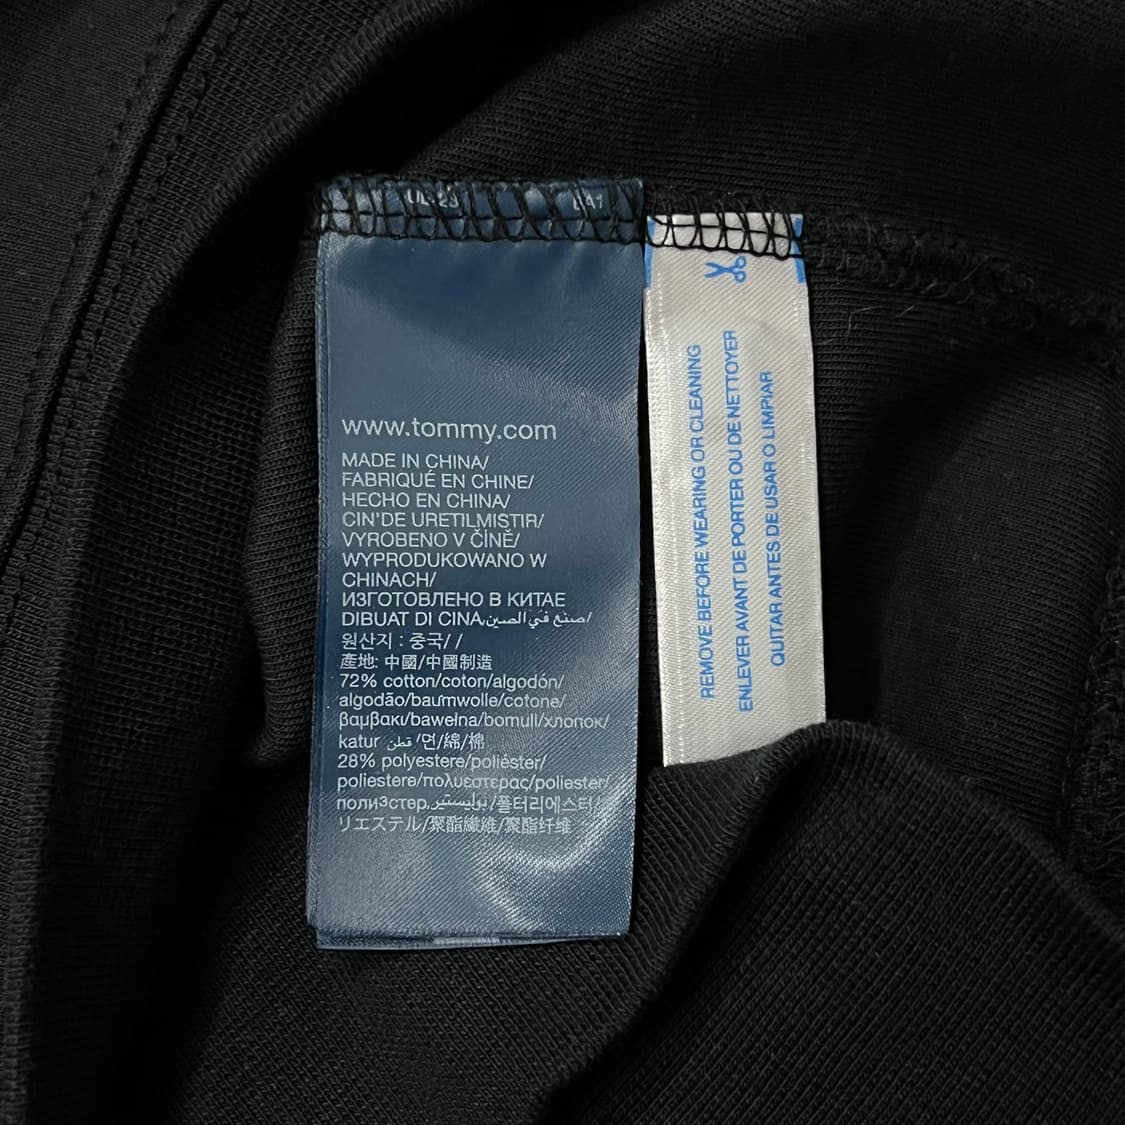 www.tommy.com
MADE IN CHINA/
FABRIQUÉ EN CHINE/
HECHO EN CHINA/
CIN'DE URETILMISTIR/
VYROBENO V ČÍNĚ/
WYPRODUKOWANO W
CHINACH/
ИЗГОТОВЛЕНО В КИТАЕ
DIBUAT DI CINA,صنع في الصين/
원산지 : 중국/ /
產地: 中國/中國制造
72% cotton/coton/algodón/
algodão/baumwolle/cotone/
βαμβακι/bawełna/bomull/хлопок/
katur قطن /면/綿/棉
28% polyestere/poliéster/
poliestere/πολυεστερας/poliester/
полиэстер,بوليستير/폴터리에스터/
リエステル/聚酯纖維/聚酯纤维
REMOVE BEFORE WEARING OR CLEANING
ENLEVER AVANT DE PORTER OU DE NETTOYER
QUITAR ANTES DE USAR O LIMPIAR